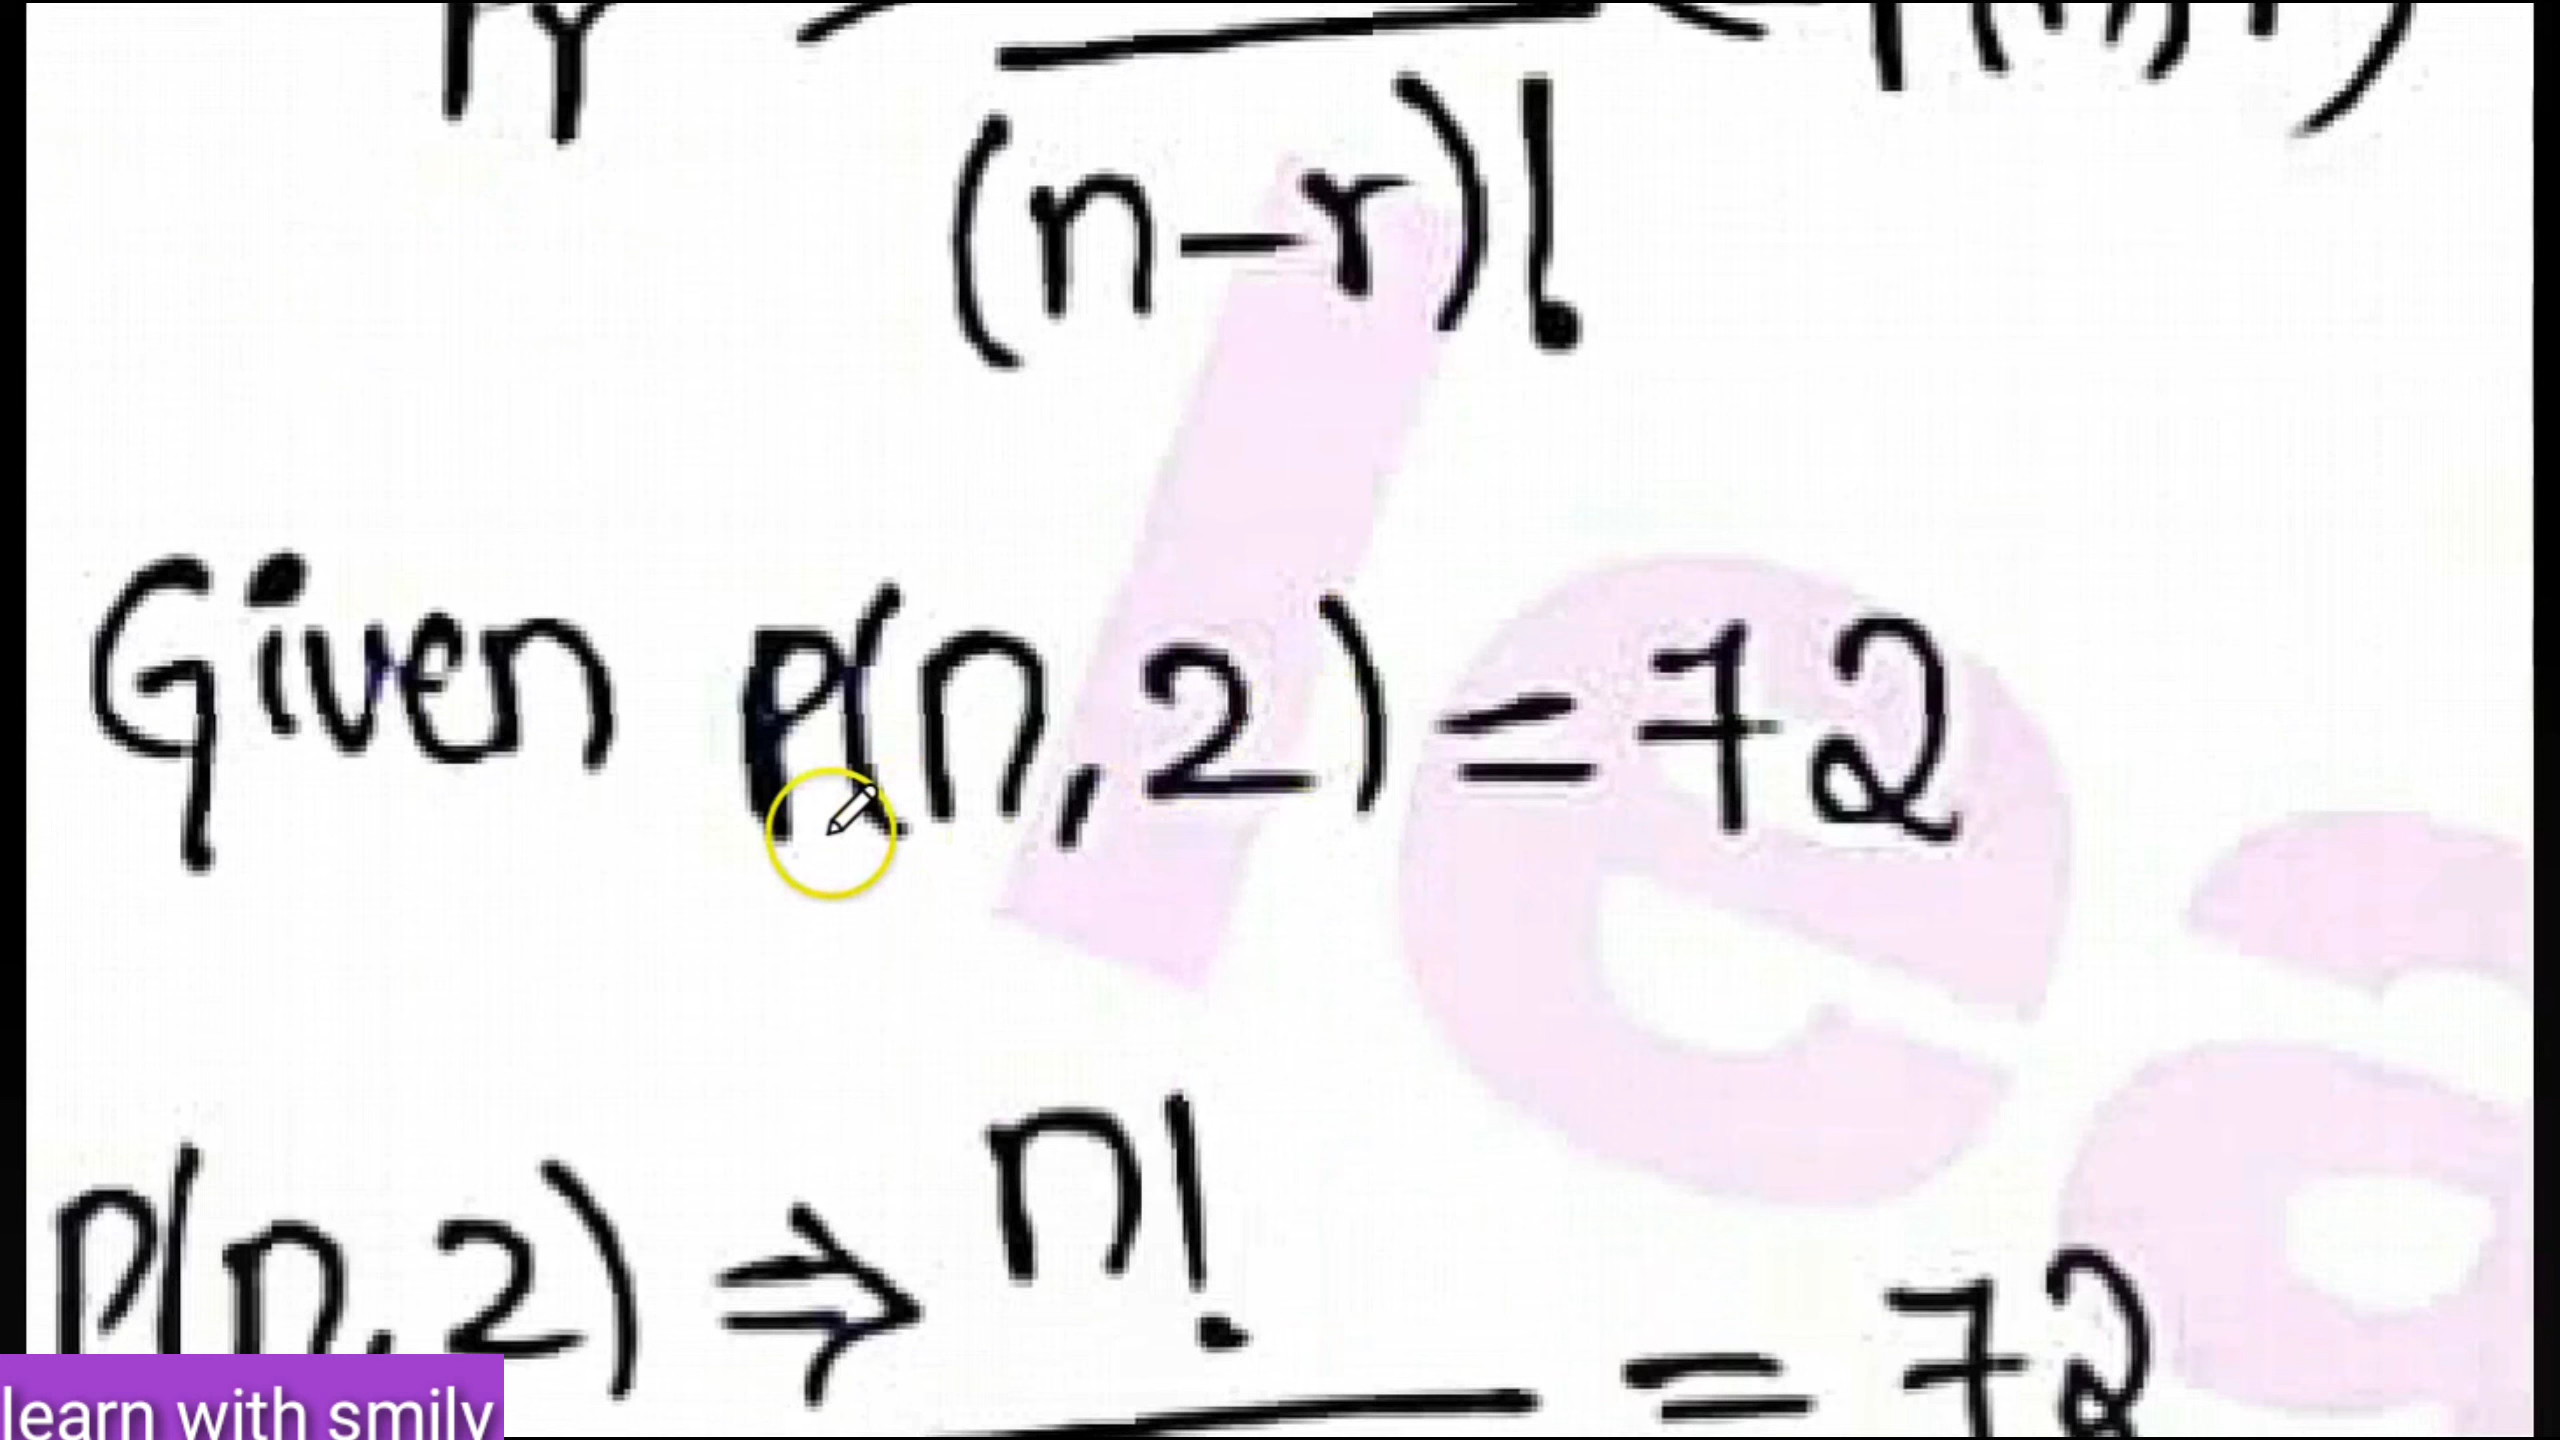 (n-r)!
Given P(n,2) = 72
P(n,2) ⇒ n! = 72
learn with smily